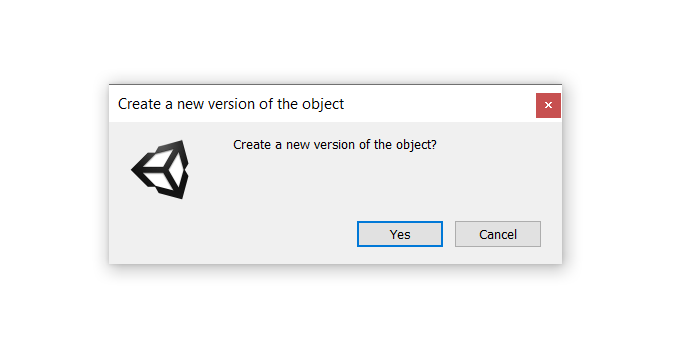 Create a new version of the object
Create a new version of the object?
Yes
Cancel